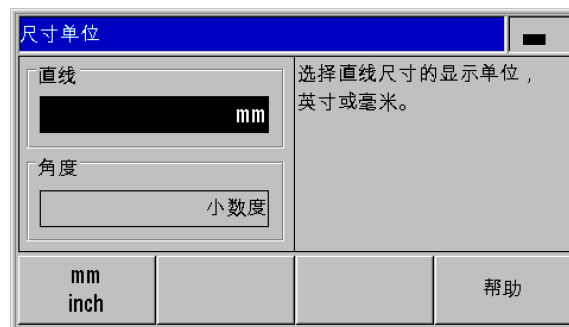 尺寸单位
直线
mm
选择直线尺寸的显示单位，
英寸或毫米。
角度
小数度
mm
inch
帮助